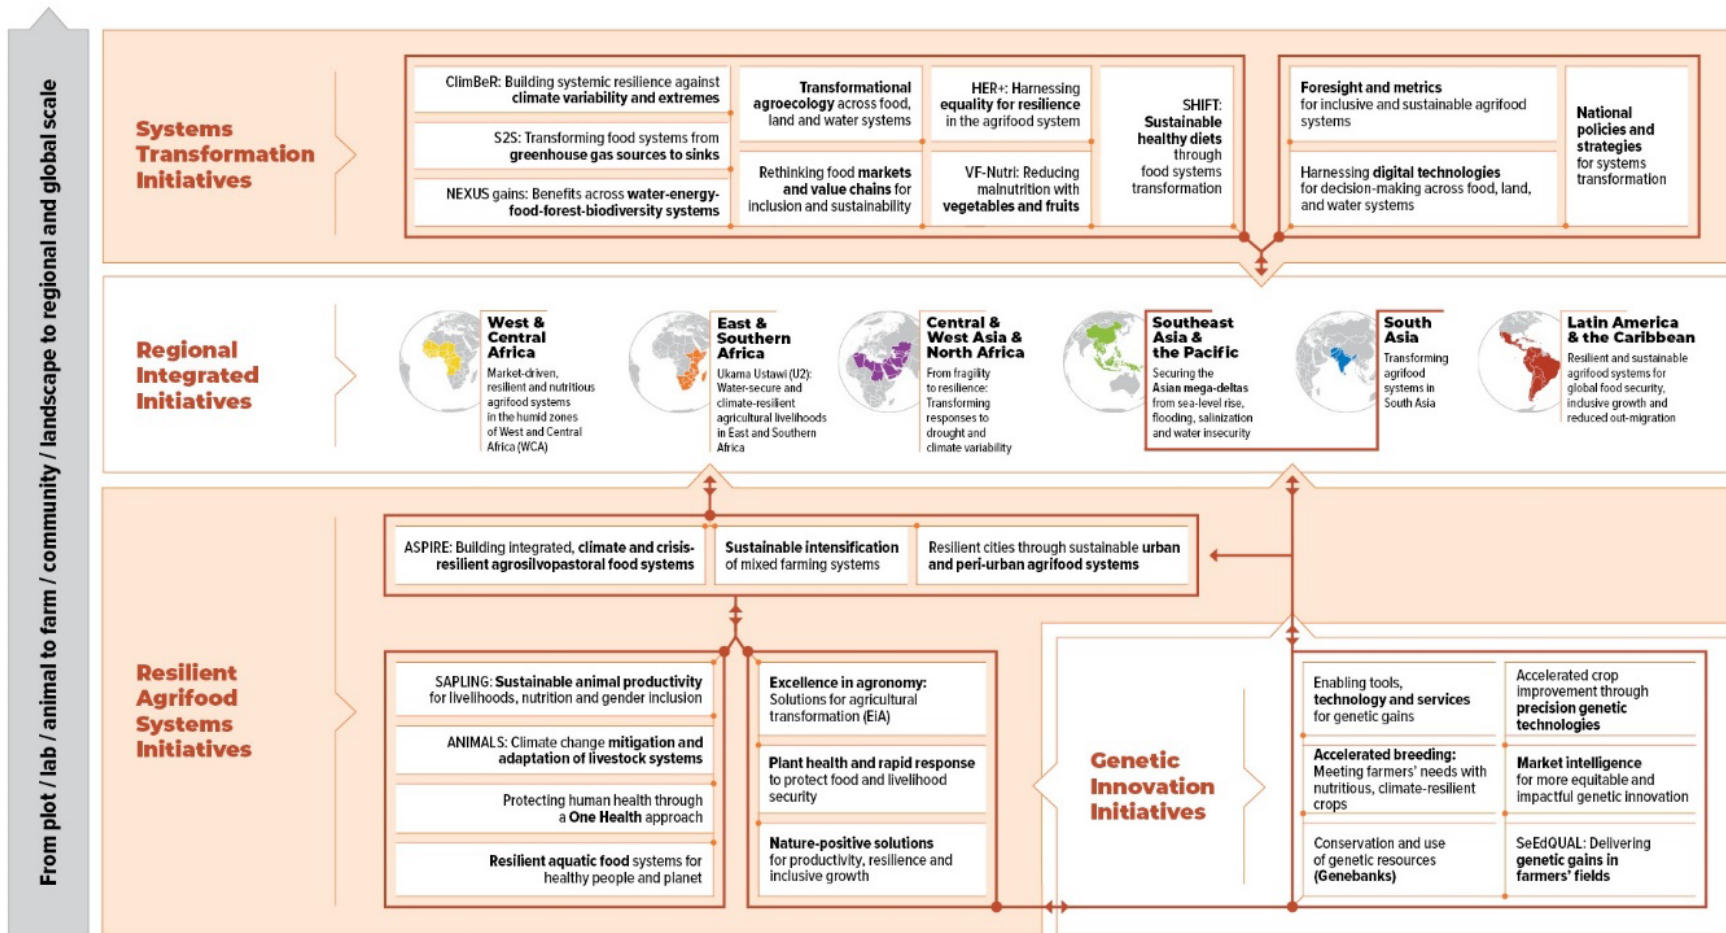 From plot / lab / animal to farm / community / landscape to regional and global scale
Systems
Transformation
Initiatives
ClimBeR: Building systemic resilience against
climate variability and extremes
S2S: Transforming food systems from
greenhouse gas sources to sinks
NEXUS gains: Benefits across water-energy-
food-forest-biodiversity systems
Transformational
agroecology across food,
land and water systems
Rethinking food markets
and value chains for
inclusion and sustainability
HER+: Harnessing
equality for resilience
in the agrifood system
VF-Nutri: Reducing
malnutrition with
vegetables and fruits
SHIFT:
Sustainable
healthy diets
through
food systems
transformation
Foresight and metrics
for inclusive and sustainable agrifood
systems
Harnessing digital technologies
for decision-making across food, land,
and water systems
National
policies and
strategies
for systems
transformation
Regional
Integrated
Initiatives
West &
Central
Africa
Market-driven,
resilient and nutritious
agrifood systems
in the humid zones
of West and Central
Africa (WCA)
East &
Southern
Africa
Ukama Ustawi (U2):
Water-secure and
climate-resilient
agricultural livelihoods
in East and Southern
Africa
Central &
West Asia &
North Africa
From fragility
to resilience:
Transforming
responses to
drought and
climate variability
Southeast
Asia &
the Pacific
Securing the
Asian mega-deltas
from sea-level rise,
flooding, salinization
and water insecurity
South
Asia
Transforming
agrifood
systems in
South Asia
Latin America
& the Caribbean
Resilient and sustainable
agrifood systems for
global food security,
inclusive growth and
reduced out-migration
Resilient
Agrifood
Systems
Initiatives
ASPIRE: Building integrated, climate and crisis-
resilient agrosilvopastoral food systems
Sustainable intensification
of mixed farming systems
Resilient cities through sustainable urban
and peri-urban agrifood systems
SAPLING: Sustainable animal productivity
for livelihoods, nutrition and gender inclusion
ANIMALS: Climate change mitigation and
adaptation of livestock systems
Protecting human health through
a One Health approach
Resilient aquatic food systems for
healthy people and planet
Excellence in agronomy:
Solutions for agricultural
transformation (EiA)
Plant health and rapid response
to protect food and livelihood
security
Nature-positive solutions
for productivity, resilience and
inclusive growth
Genetic
Innovation
Initiatives
Enabling tools,
technology and services
for genetic gains
Accelerated breeding:
Meeting farmers' needs with
nutritious, climate-resilient
crops
Conservation and use
of genetic resources
(Genebanks)
Accelerated crop
improvement through
precision genetic
technologies
Market intelligence
for more equitable and
impactful genetic innovation
SeEdQUAL: Delivering
genetic gains in
farmers' fields